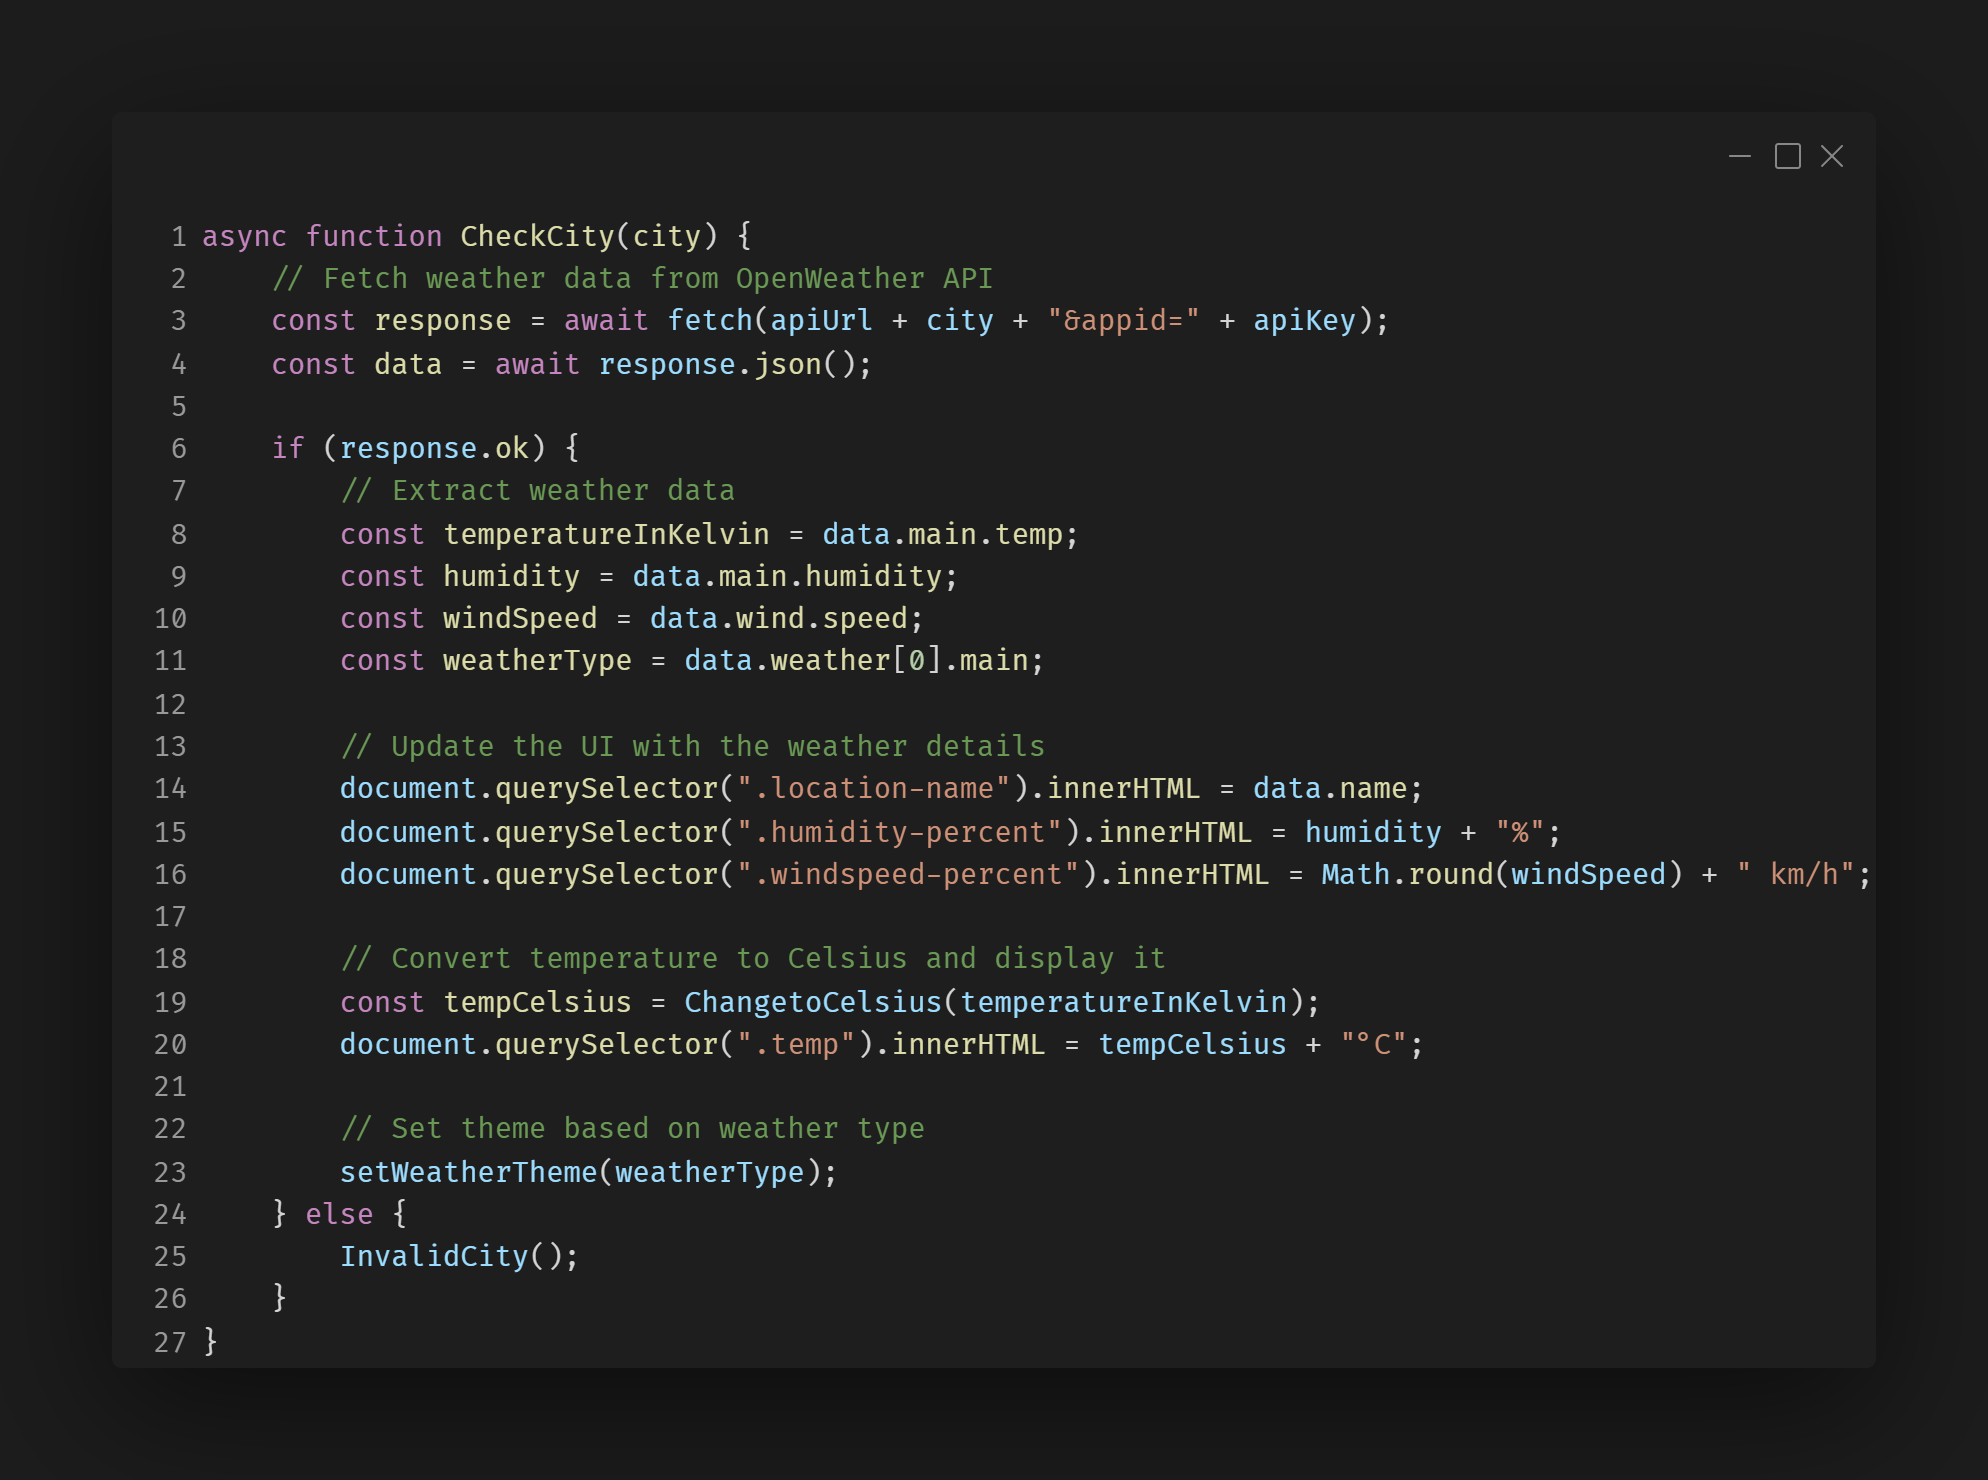 1 async function CheckCity(city) {
2     // Fetch weather data from OpenWeather API
3     const response = await fetch(apiUrl + city + "&appid=" + apiKey);
4     const data = await response.json();
5
6     if (response.ok) {
7         // Extract weather data
8         const temperatureInKelvin = data.main.temp;
9         const humidity = data.main.humidity;
10         const windSpeed = data.wind.speed;
11         const weatherType = data.weather[0].main;
12
13         // Update the UI with the weather details
14         document.querySelector(".location-name").innerHTML = data.name;
15         document.querySelector(".humidity-percent").innerHTML = humidity + "%";
16         document.querySelector(".windspeed-percent").innerHTML = Math.round(windSpeed) + " km/h";
17
18         // Convert temperature to Celsius and display it
19         const tempCelsius = ChangetoCelsius(temperatureInKelvin);
20         document.querySelector(".temp").innerHTML = tempCelsius + "°C";
21
22         // Set theme based on weather type
23         setWeatherTheme(weatherType);
24     } else {
25         InvalidCity();
26     }
27 }